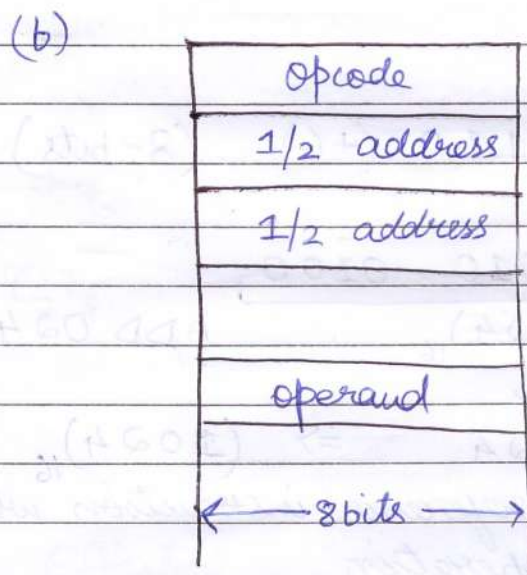 (b)
opcode
1/2 address
1/2 address
operand
8 bits